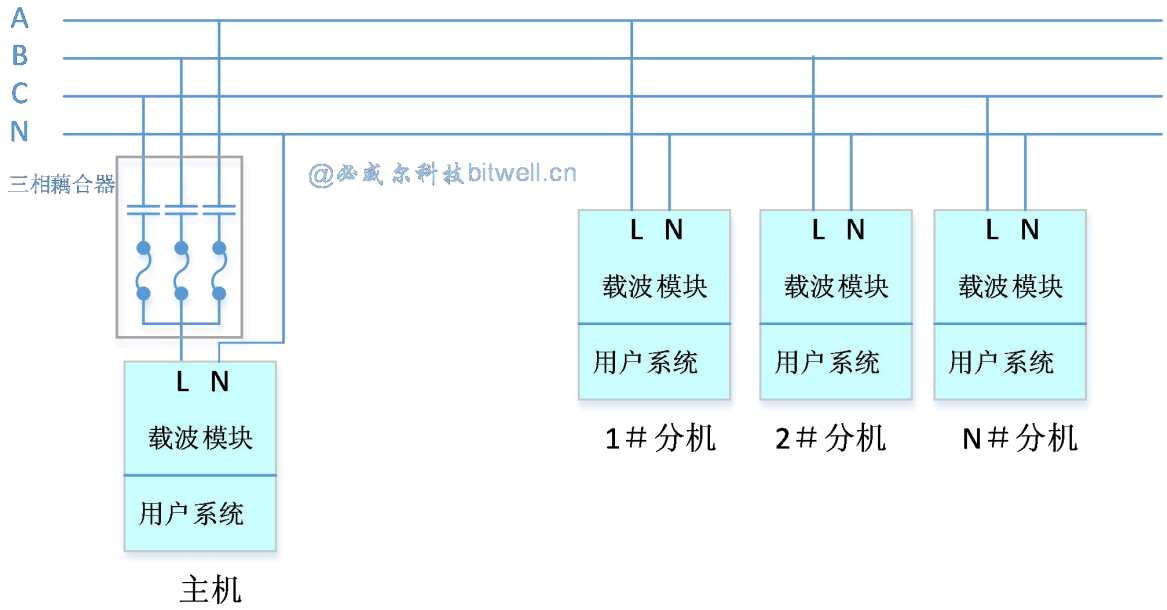 A
B
C
N
三相藕合器
@必威尔科技bitwell.cn
L N
载波模块
用户系统
主机
L N
载波模块
用户系统
1#分机
L N
载波模块
用户系统
2#分机
L N
载波模块
用户系统
N#分机